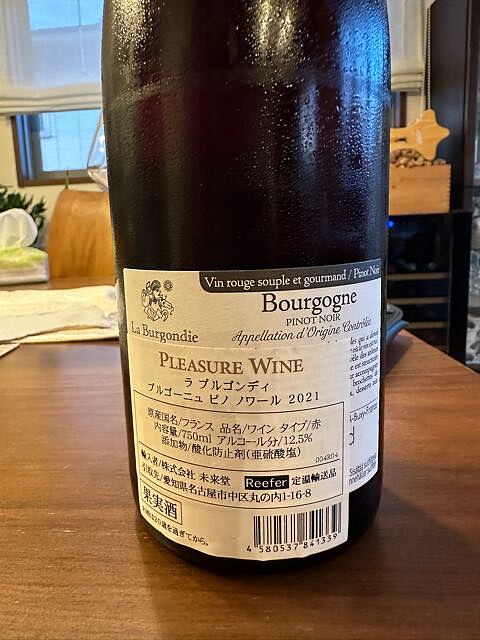 Vin rouge souple et gourmand / Pinot Noir
Bourgogne
PINOT NOIR
Appellation d'Origine Contrôlée
La Burgondie
PLEASURE WINE
ラ ブルゴンディ
ブルゴーニュ ピノ ノワール 2021
原産国名/フランス 品名/ワイン タイプ/赤
内容量/750ml アルコール分/12.5%
添加物/酸化防止剤(亜硫酸塩)
004R04
輸入者/株式会社 未来堂 Reefer 定温輸送品
引取先/愛知県名古屋市中区丸の内1-16-8
果実酒
4 580537 841339
-Buxy-France